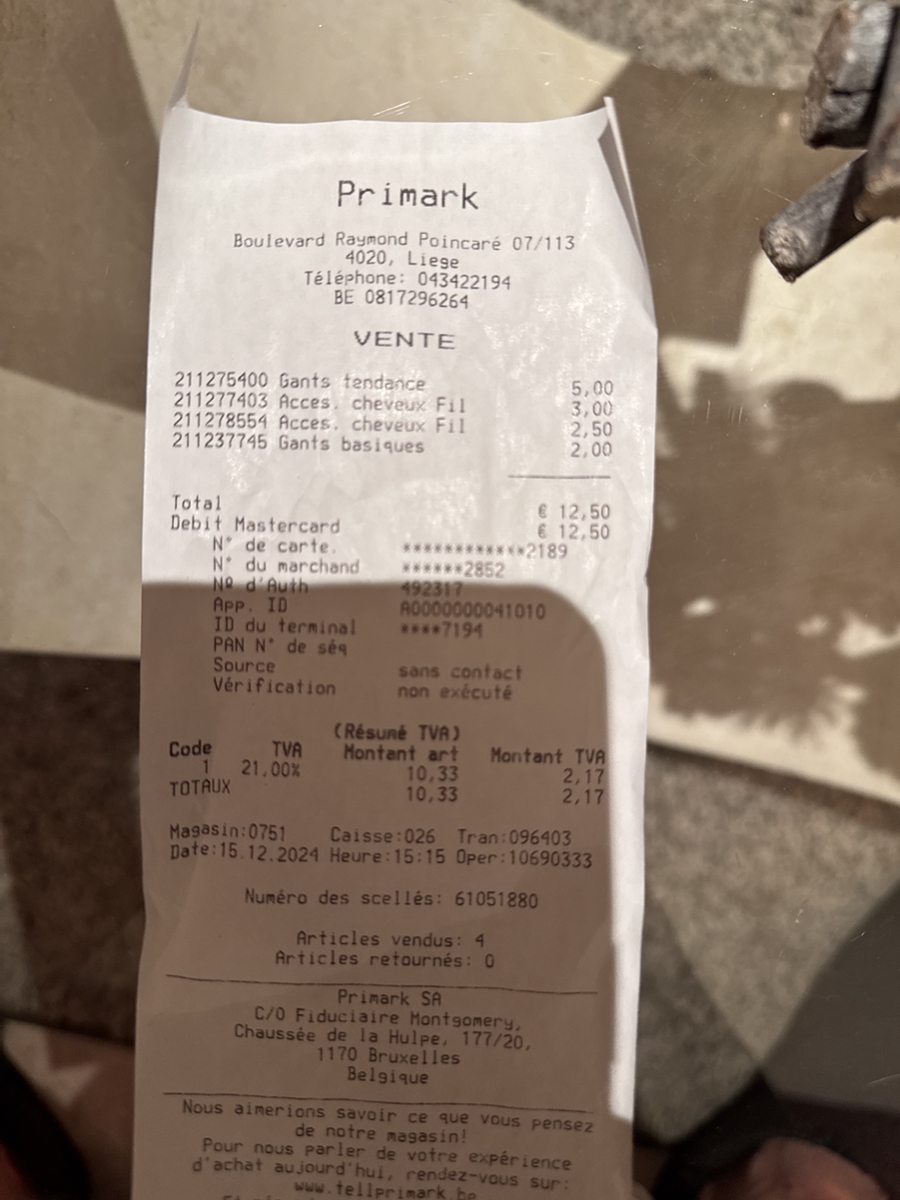 Primark
Boulevard Raymond Poincaré 07/113
4020, Liege
Téléphone: 043422194
BE 0817296264
VENTE
211275400 Gants tendance 5,00
211277403 Acces. cheveux Fil 3,00
211278554 Acces. cheveux Fil 2,50
211237745 Gants basiques 2,00
Total € 12,50
Debit Mastercard € 12,50
N° de carte. ************2189
N° du marchand ******2852
Nº d'Auth 492317
App. ID A0000000041010
ID du terminal ****7194
PAN N° de séq
Source sans contact
Vérification non exécuté
(Résumé TVA)
Code TVA Montant art Montant TVA
1 21,00% 10,33 2,17
TOTAUX 10,33 2,17
Magasin:0751 Caisse:026 Tran:096403
Date:15.12.2024 Heure:15:15 Oper:10690333
Numéro des scellés: 61051880
Articles vendus: 4
Articles retournés: 0
Primark SA
C/O Fiduciaire Montgomery,
Chaussée de la Hulpe, 177/20,
1170 Bruxelles
Belgique
Nous aimerions savoir ce que vous pensez
de notre magasin!
Pour nous parler de votre expérience
d'achat aujourd'hui, rendez-vous sur:
www.tellprimark.be